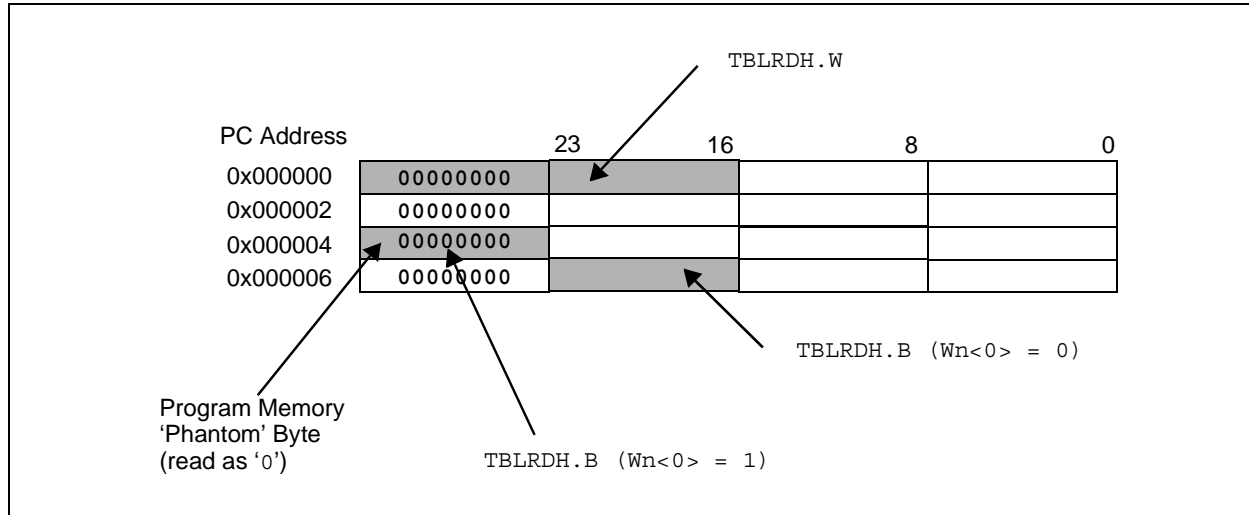 TBLRDH.W
PC Address
23 16 8 0
0x000000 00000000
0x000002 00000000
0x000004 00000000
0x000006 00000000
TBLRDH.B (Wn<0> = 0)
Program Memory
‘Phantom’ Byte
(read as ‘0’)
TBLRDH.B (Wn<0> = 1)